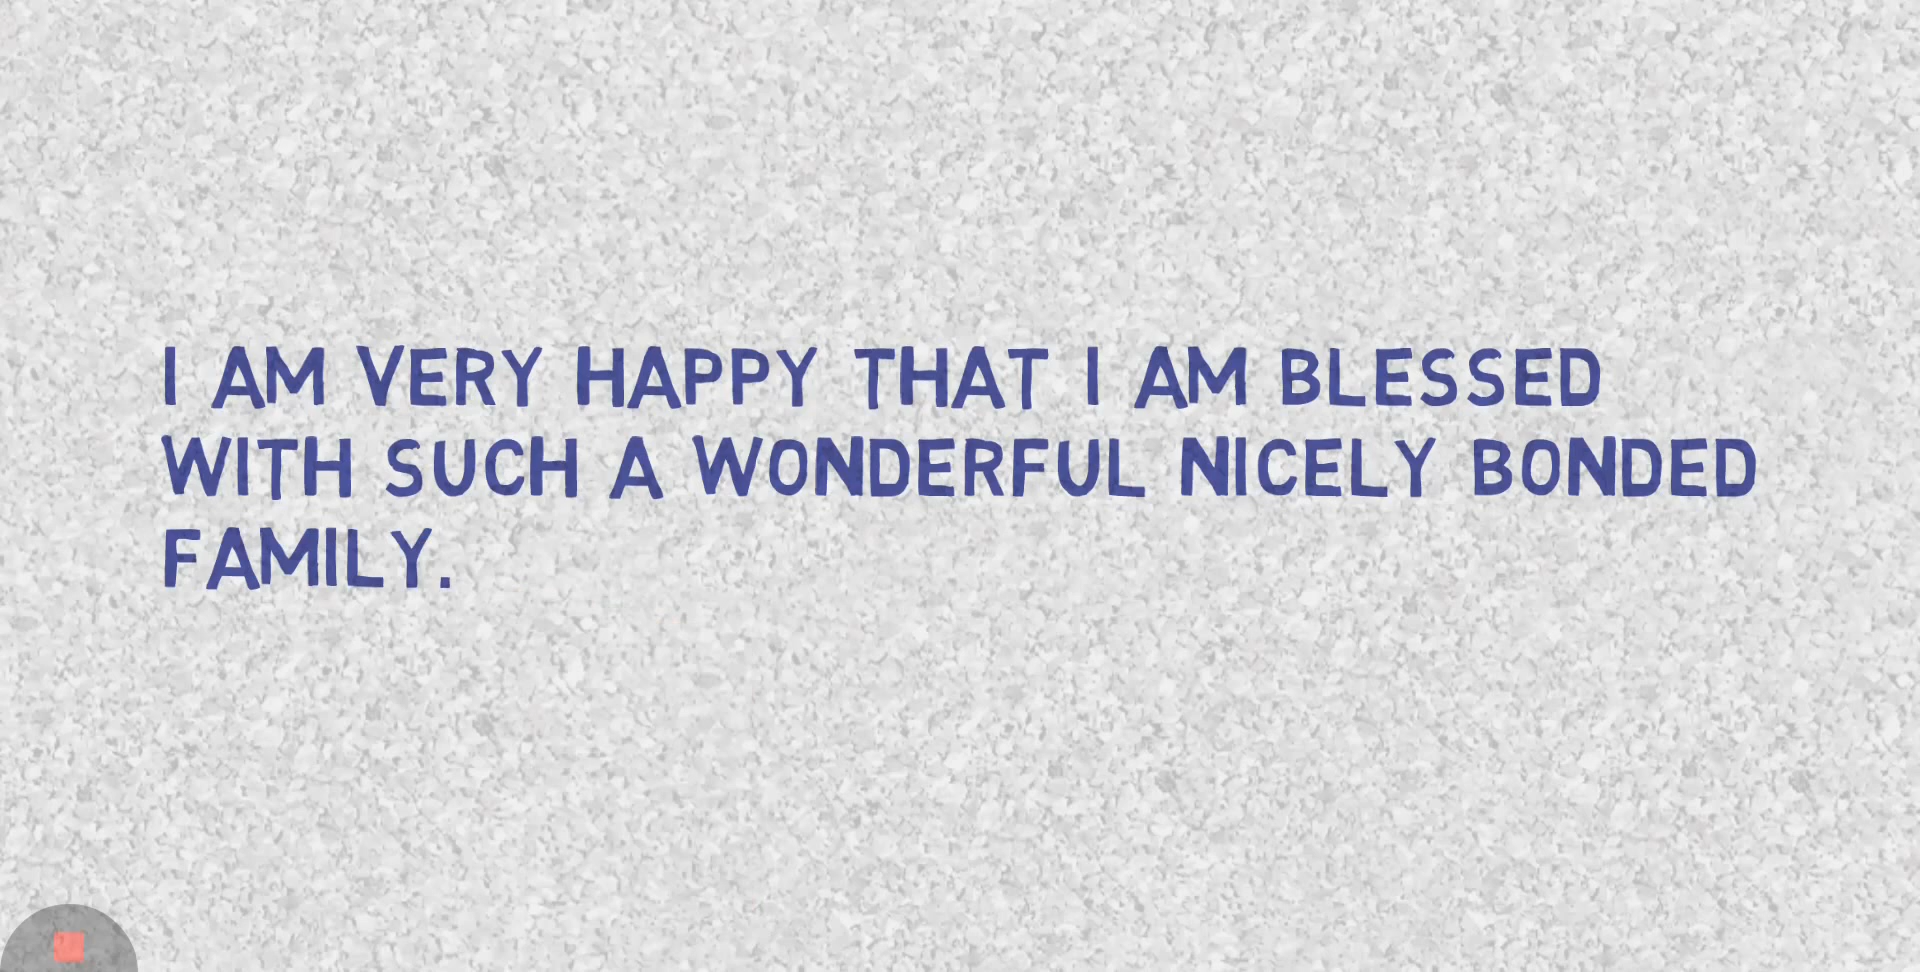 I AM VERY HAPPY THAT I AM BLESSED
WITH SUCH A WONDERFUL NICELY BONDED
FAMILY.